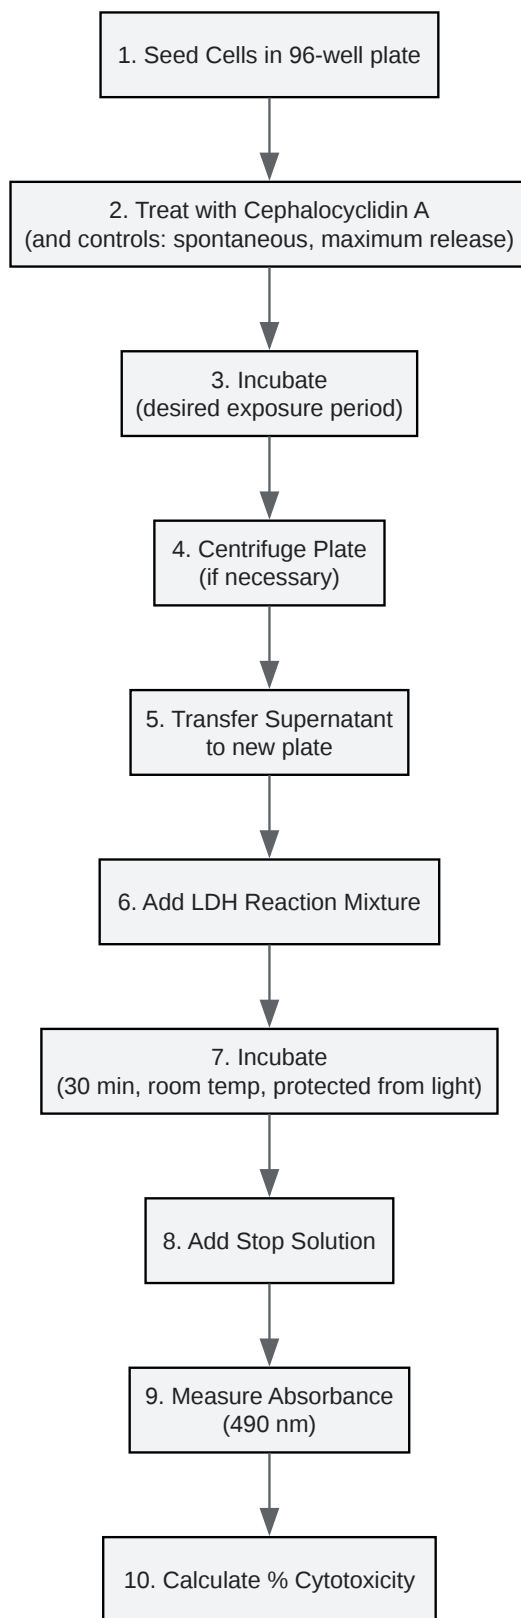 1. Seed Cells in 96-well plate
2. Treat with Cephalocyclidin A
(and controls: spontaneous, maximum release)
3. Incubate
(desired exposure period)
4. Centrifuge Plate
(if necessary)
5. Transfer Supernatant
to new plate
6. Add LDH Reaction Mixture
7. Incubate
(30 min, room temp, protected from light)
8. Add Stop Solution
9. Measure Absorbance
(490 nm)
10. Calculate % Cytotoxicity